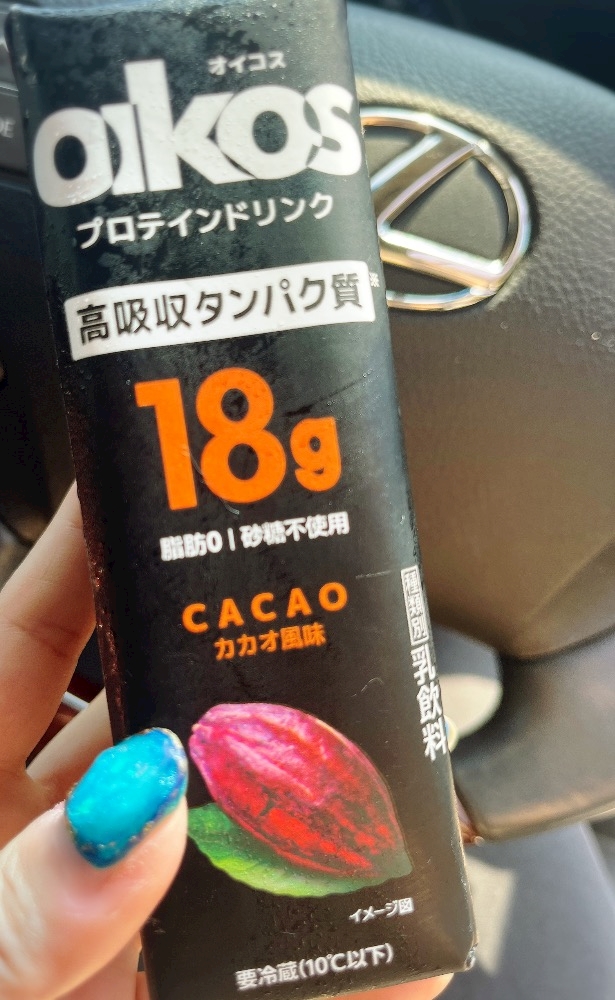 オイコス
oikos
プロテインドリンク
高吸収タンパク質※
18g
脂肪0 | 砂糖不使用
CACAO
カカオ風味
種類別 乳飲料
イメージ図
要冷蔵(10℃以下)